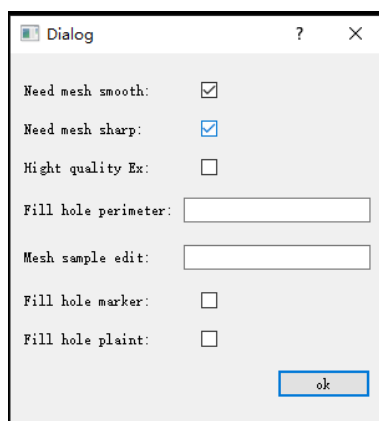 Dialog
Need mesh smooth:
Need mesh sharp:
Hight quality Ex:
Fill hole perimeter:
Mesh sample edit:
Fill hole marker:
Fill hole plaint:
ok